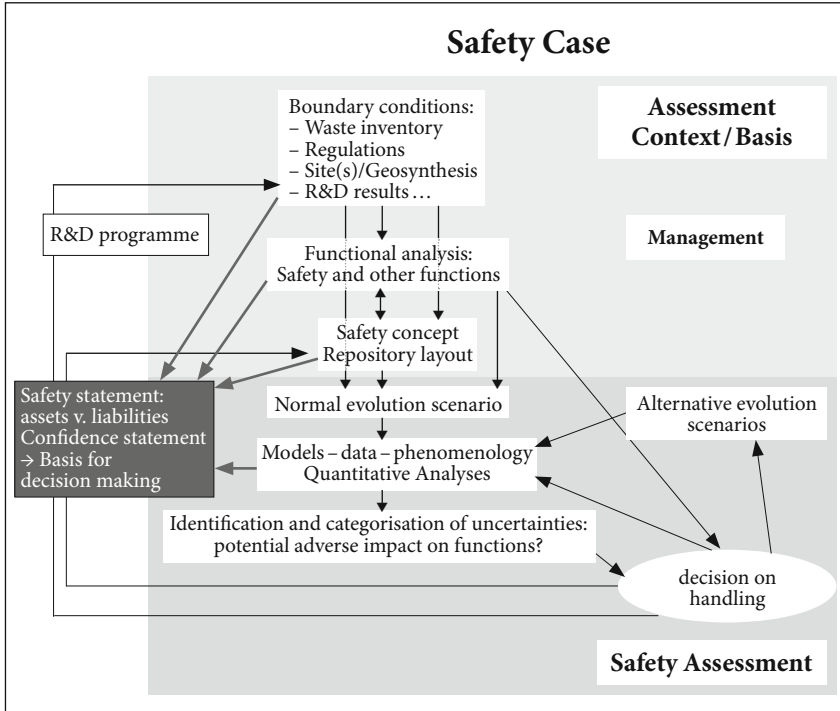 Safety Case
Boundary conditions:
– Waste inventory
– Regulations
– Site(s)/Geosynthesis
– R&D results…
Assessment
Context/Basis
R&D programme
Management
Functional analysis:
Safety and other functions
Safety concept
Repository layout
Safety statement:
assets v. liabilities
Confidence statement
→ Basis for
decision making
Normal evolution scenario
Alternative evolution
scenarios
Models – data – phenomenology
Quantitative Analyses
Identification and categorisation of uncertainties:
potential adverse impact on functions?
decision on
handling
Safety Assessment